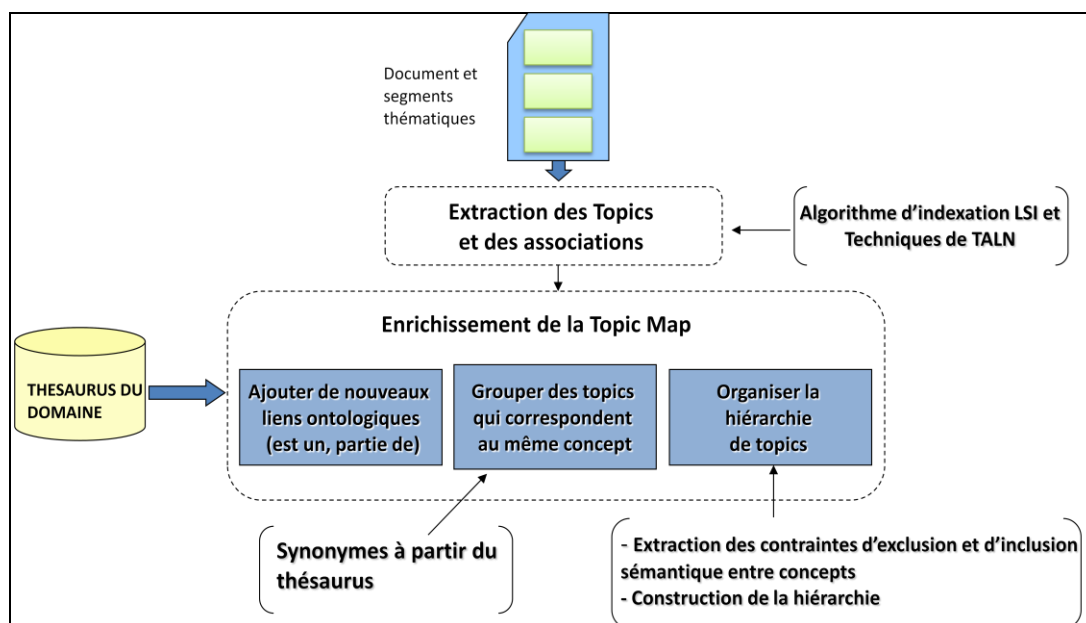 Document et
segments
thématiques
Extraction des Topics
et des associations
Algorithme d'indexation LSI et
Techniques de TALN
Enrichissement de la Topic Map
THESAURUS DU
DOMAINE
Ajouter de nouveaux
liens ontologiques
(est un, partie de)
Grouper des topics
qui correspondent
au même concept
Organiser la
hiérarchie
de topics
Synonymes à partir du
thésaurus
- Extraction des contraintes d'exclusion et d'inclusion
sémantique entre concepts
- Construction de la hiérarchie